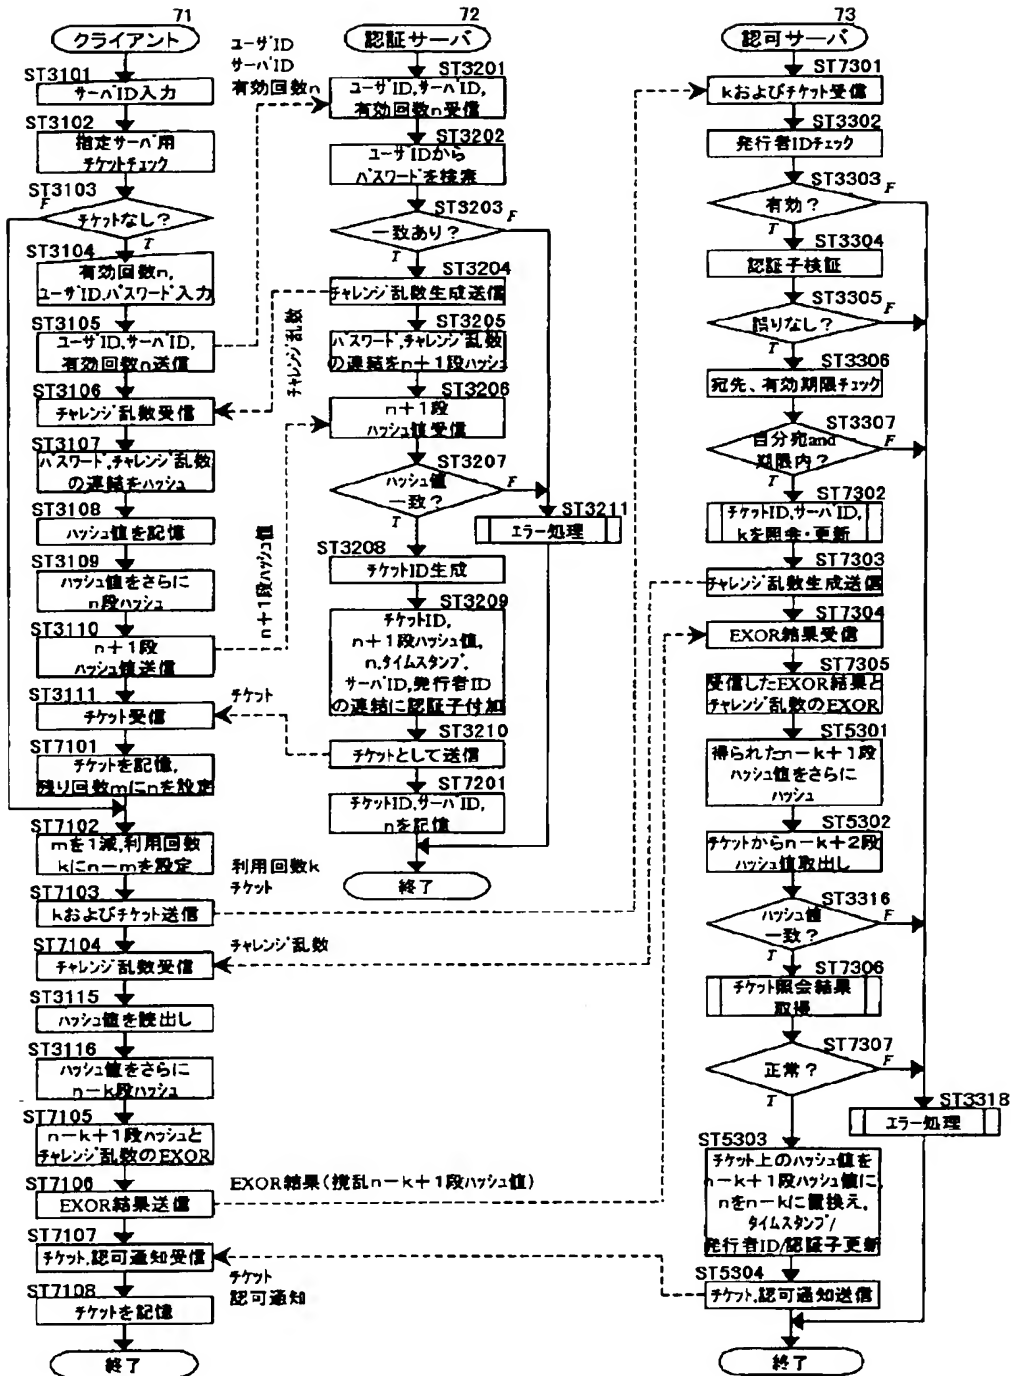 71
クライアント
ST3101
サーバID入力
ST3102
指定サーバ用
チケットチェック
ST3103
F
チケットなし?
T
ST3104
有効回数n,
ユーザID,パスワード入力
ST3105
ユーザID,サーバID,
有効回数n送信
ST3106
チャレンジ乱数受信
ST3107
パスワード,チャレンジ乱数
の連結をハッシュ
ST3108
ハッシュ値を記憶
ST3109
ハッシュ値をさらに
n段ハッシュ
ST3110
n+1段
ハッシュ値送信
ST3111
チケット受信
ST7101
チケットを記憶,
残り回数mにnを設定
ST7102
mを1減,利用回数
kにn-mを設定
ST7103
kおよびチケット送信
ST7104
チャレンジ乱数受信
ST3115
ハッシュ値を読出し
ST3116
ハッシュ値をさらに
n-k段ハッシュ
ST7105
n-k+1段ハッシュと
チャレンジ乱数のEXOR
ST7106
EXOR結果送信
ST7107
チケット,認可通知受信
ST7108
チケットを記憶
終了
ユーザID
サーバID
有効回数n
チャレンジ乱数
n+1段ハッシュ値
チケット
利用回数k
チケット
チャレンジ乱数
EXOR結果(撹乱n-k+1段ハッシュ値)
チケット
認可通知
72
認証サーバ
ST3201
ユーザID,サーバID,
有効回数n受信
ST3202
ユーザIDから
パスワードを検索
ST3203
F
一致あり?
T
ST3204
チャレンジ乱数生成送信
ST3205
パスワード,チャレンジ乱数
の連結をn+1段ハッシュ
ST3206
n+1段
ハッシュ値受信
ST3207
ハッシュ値
一致?
F
T
ST3211
エラー処理
ST3208
チケットID生成
ST3209
チケットID,
n+1段ハッシュ値,
n,タイムスタンプ,
サーバID,発行者ID
の連結に認証子付加
ST3210
チケットとして送信
ST7201
チケットID,サーバID,
nを記憶
終了
73
認可サーバ
ST7301
kおよびチケット受信
ST3302
発行者IDチェック
ST3303
F
有効?
T
ST3304
認証子検証
ST3305
F
誤りなし?
T
ST3306
宛先、有効期限チェック
ST3307
自分宛and
期限内?
F
T
ST7302
チケットID,サーバID,
kを照会・更新
ST7303
チャレンジ乱数生成送信
ST7304
EXOR結果受信
ST7305
受信したEXOR結果と
チャレンジ乱数のEXOR
ST5301
得られたn-k+1段
ハッシュ値をさらに
ハッシュ
ST5302
チケットからn-k+2段
ハッシュ値取出し
ST3316
ハッシュ値
一致?
F
T
ST7306
チケット照会結果
取得
ST7307
正常?
F
T
ST3318
エラー処理
ST5303
チケット上のハッシュ値を
n-k+1段ハッシュ値に,
nをn-kに置換え,
タイムスタンプ/
発行者ID/認証子更新
ST5304
チケット,認可通知送信
終了